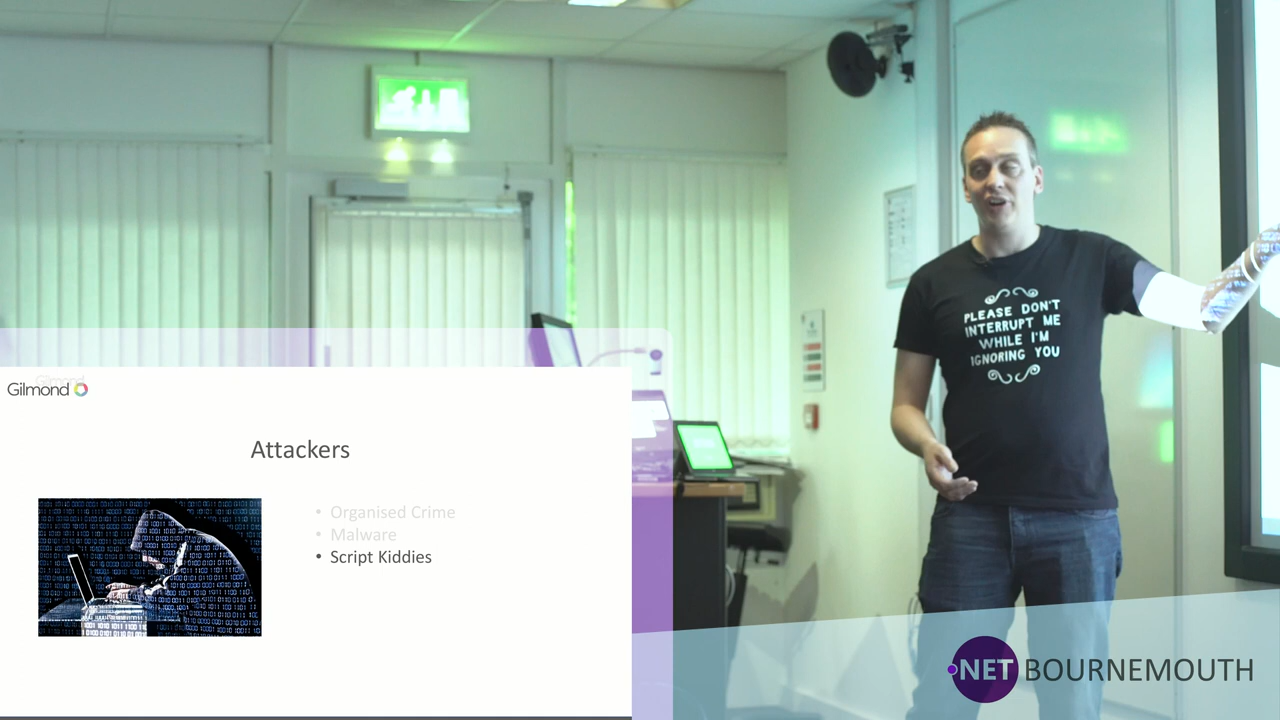 PLEASE DON'T
INTERRUPT ME
WHILE I'M
IGNORING YOU
Gilmond
Attackers
• Organised Crime
• Malware
• Script Kiddies
.NET BOURNEMOUTH